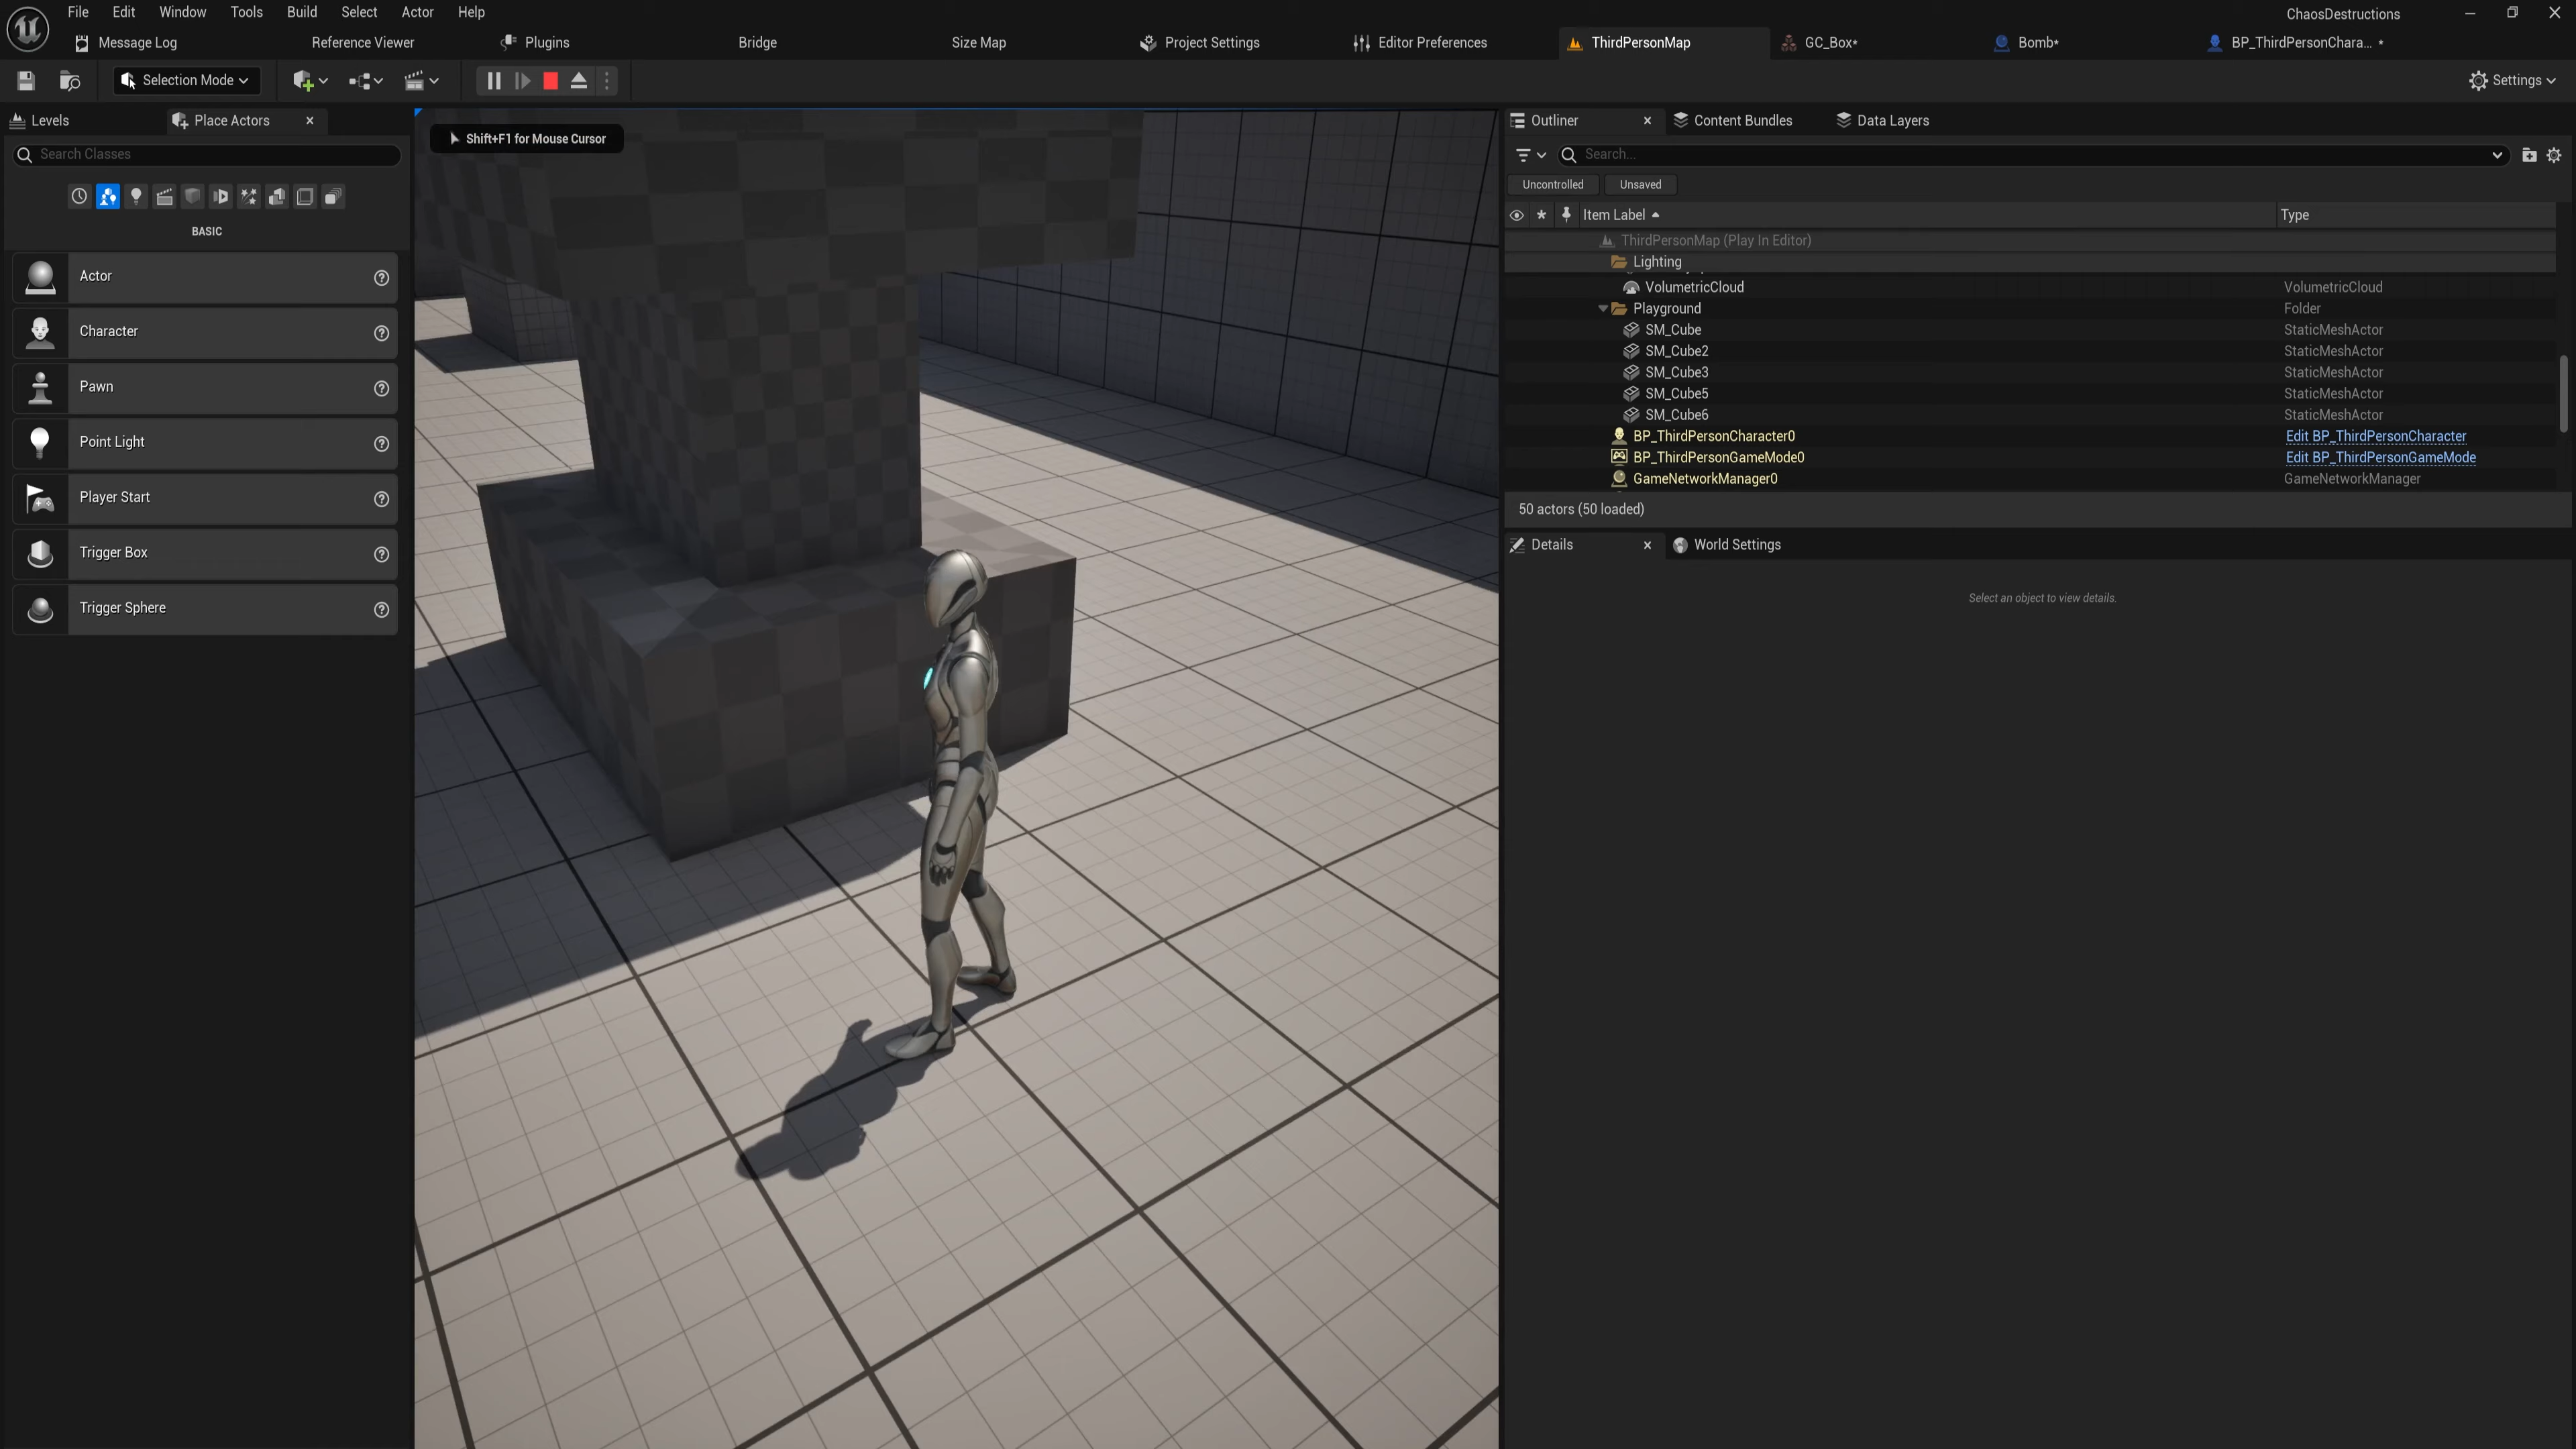 File Edit Window Tools Build Select Actor Help
ChaosDestructions
Message Log Reference Viewer Plugins Bridge Size Map Project Settings Editor Preferences ThirdPersonMap GC_Box* Bomb* BP_ThirdPersonChara... *
Selection Mode
Settings
Levels Place Actors
Search Classes
BASIC
Actor
Character
Pawn
Point Light
Player Start
Trigger Box
Trigger Sphere
Shift+F1 for Mouse Cursor
Outliner Content Bundles Data Layers
Search...
Uncontrolled Unsaved
Item Label Type
ThirdPersonMap (Play In Editor)
Lighting
VolumetricCloud VolumetricCloud
Playground Folder
SM_Cube StaticMeshActor
SM_Cube2 StaticMeshActor
SM_Cube3 StaticMeshActor
SM_Cube5 StaticMeshActor
SM_Cube6 StaticMeshActor
BP_ThirdPersonCharacter0 Edit BP_ThirdPersonCharacter
BP_ThirdPersonGameMode0 Edit BP_ThirdPersonGameMode
GameNetworkManager0 GameNetworkManager
50 actors (50 loaded)
Details World Settings
Select an object to view details.